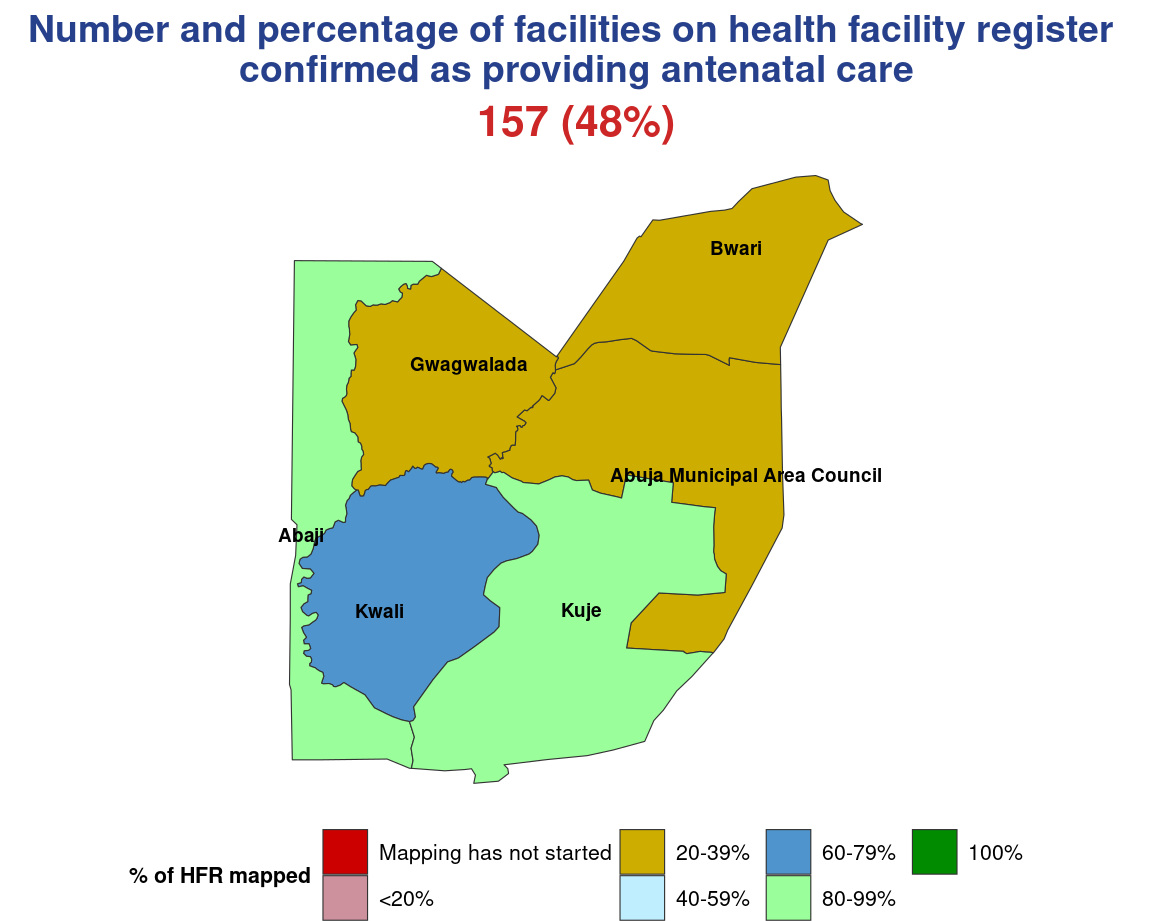 Number and percentage of facilities on health facility register
confirmed as providing antenatal care
157 (48%)
Bwari
Gwagwalada
Abuja Municipal Area Council
Abaji
Kwali
Kuje
% of HFR mapped
Mapping has not started
<20%
20-39%
40-59%
60-79%
80-99%
100%